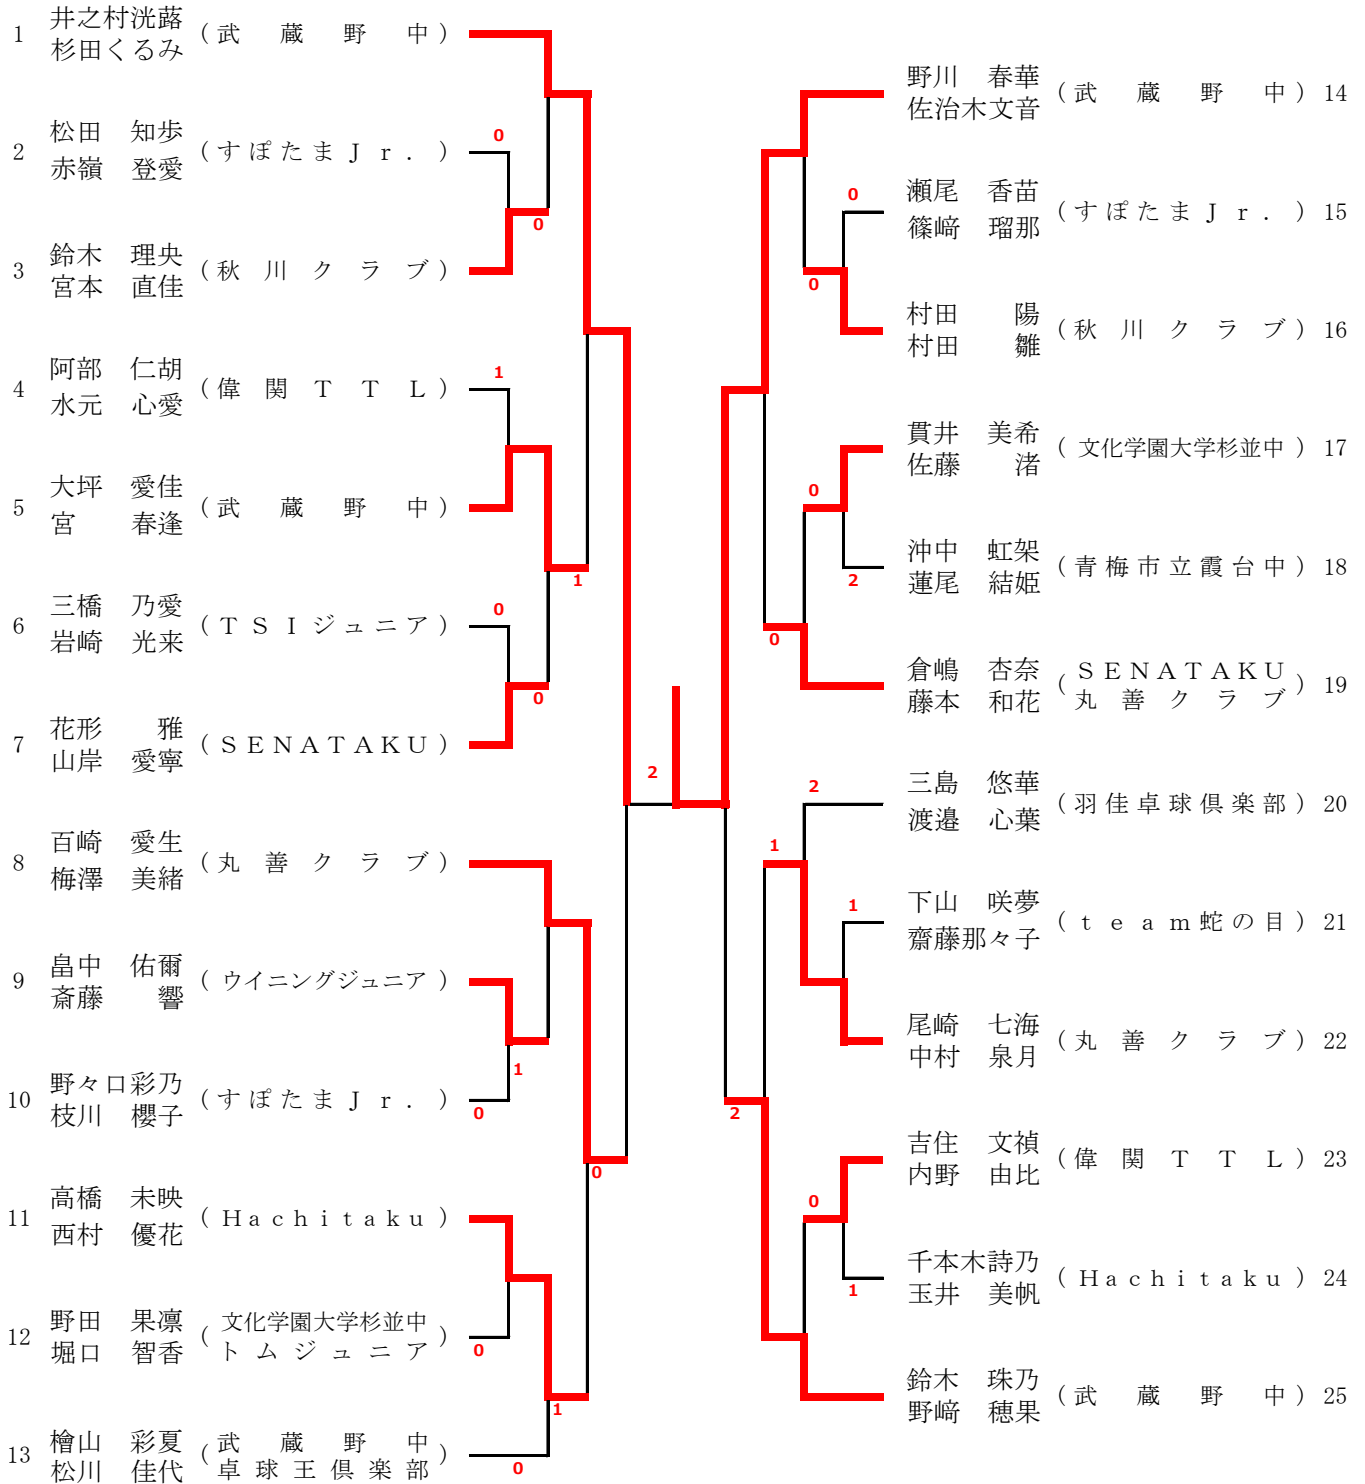 1 井之村洸蕗 (武蔵野中)
杉田くるみ
2 松田 知歩 (すぽたまJr.) 0
赤嶺 登愛
0
3 鈴木 理央 (秋川クラブ)
宮本 直佳
4 阿部 仁胡 (偉関TTL) 1
水元 心愛
5 大坪 愛佳 (武蔵野中)
宮 春逢
1
6 三橋 乃愛 (TSIジュニア) 0
岩崎 光来
0
7 花形 雅 (SENATAKU)
山岸 愛寧
2
8 百崎 愛生 (丸善クラブ)
梅澤 美緒
9 畠中 佑爾 (ウイニングジュニア)
斎藤 響
1
10 野々口彩乃 (すぽたまJr.) 0
枝川 櫻子
0
11 高橋 未映 (Hachitaku)
西村 優花
12 野田 果凛 (文化学園大学杉並中
堀口 智香 トムジュニア) 0
1
13 檜山 彩夏 (武蔵野中
松川 佳代 卓球王倶楽部) 0
野川 春華 (武蔵野中) 14
佐治木文音
0 瀬尾 香苗 (すぽたまJr.) 15
篠﨑 瑠那
0
村田 陽 (秋川クラブ) 16
村田 雛
貫井 美希 (文化学園大学杉並中) 17
佐藤 渚
0
沖中 虹架 (青梅市立霞台中) 18
2 蓮尾 結姫
0
倉嶋 杏奈 (SENATAKU
藤本 和花 丸善クラブ) 19
2 三島 悠華 (羽佳卓球倶楽部) 20
渡邉 心葉
1
1 下山 咲夢 (team蛇の目) 21
齋藤那々子
尾崎 七海 (丸善クラブ) 22
中村 泉月
2
吉住 文禎 (偉関TTL) 23
内野 由比
0
千本木詩乃 (Hachitaku) 24
1 玉井 美帆
鈴木 珠乃 (武蔵野中) 25
野﨑 穂果